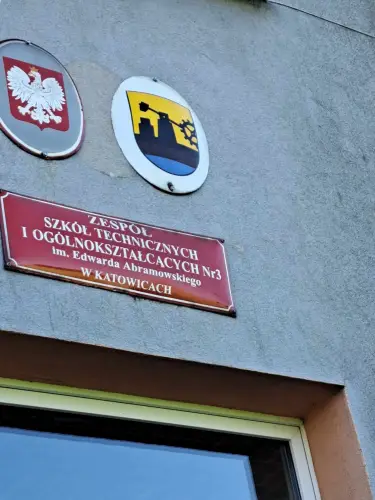 ZESPÓŁ
SZKÓŁ TECHNICZNYCH
I OGÓLNOKSZTAŁCĄCYCH Nr3
im. Edwarda Abramowskiego
W KATOWICACH